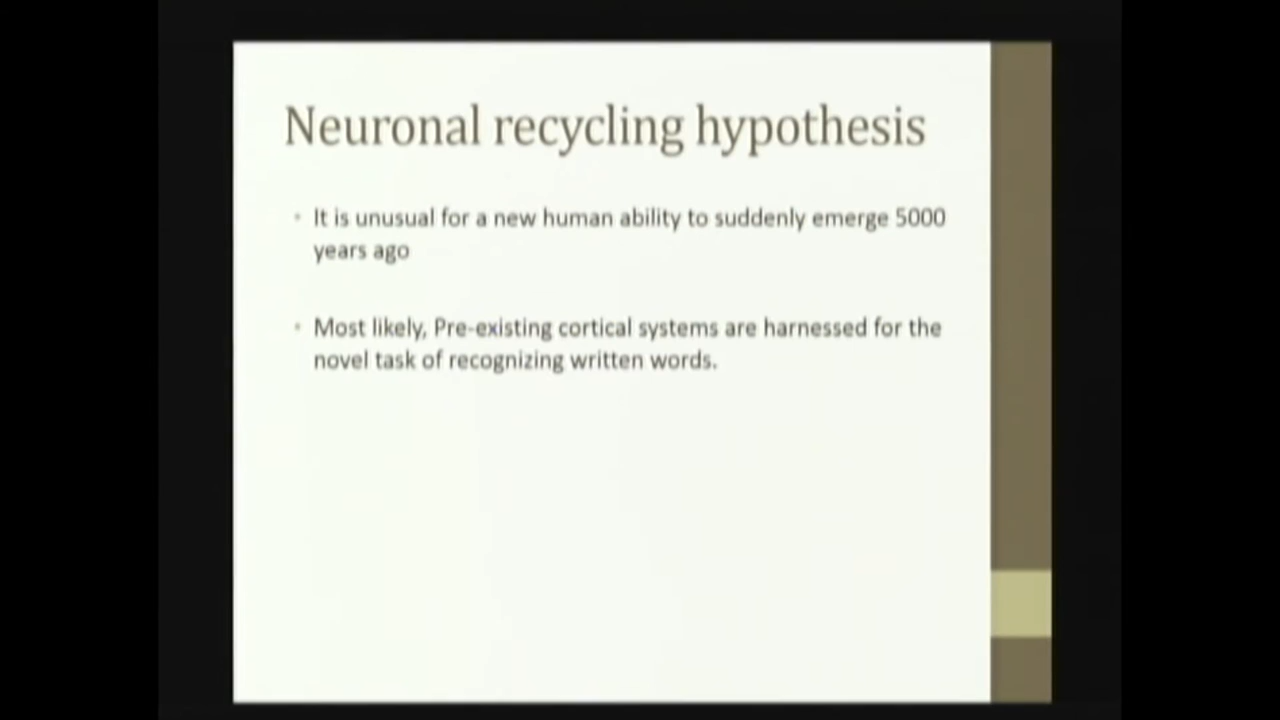 Neuronal recycling hypothesis
• It is unusual for a new human ability to suddenly emerge 5000
years ago
• Most likely, Pre-existing cortical systems are harnessed for the
novel task of recognizing written words.